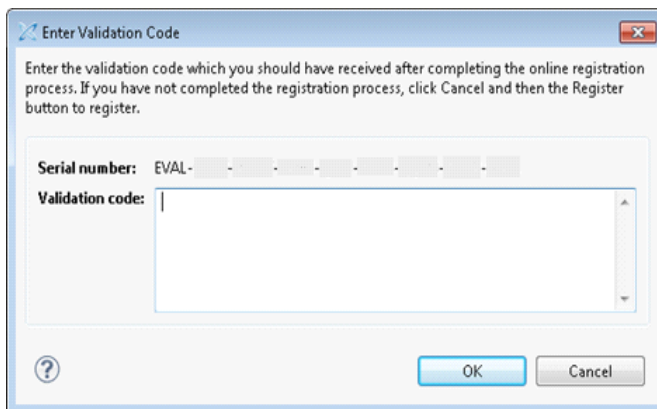 Enter Validation Code
Enter the validation code which you should have received after completing the online registration
process. If you have not completed the registration process, click Cancel and then the Register
button to register.
Serial number: EVAL- - - - - - - -
Validation code:
?
OK Cancel